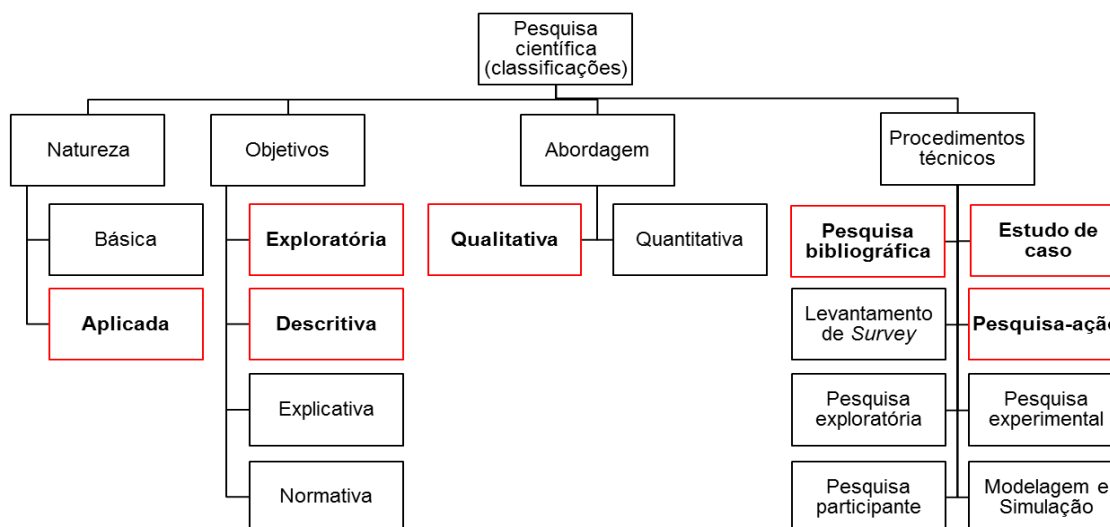 Pesquisa
científica
(classificações)
Natureza
Objetivos
Abordagem
Procedimentos
técnicos
Básica
Aplicada
Exploratória
Descritiva
Explicativa
Normativa
Qualitativa
Quantitativa
Pesquisa
bibliográfica
Estudo de
caso
Levantamento
de Survey
Pesquisa-ação
Pesquisa
exploratória
Pesquisa
experimental
Pesquisa
participante
Modelagem e
Simulação